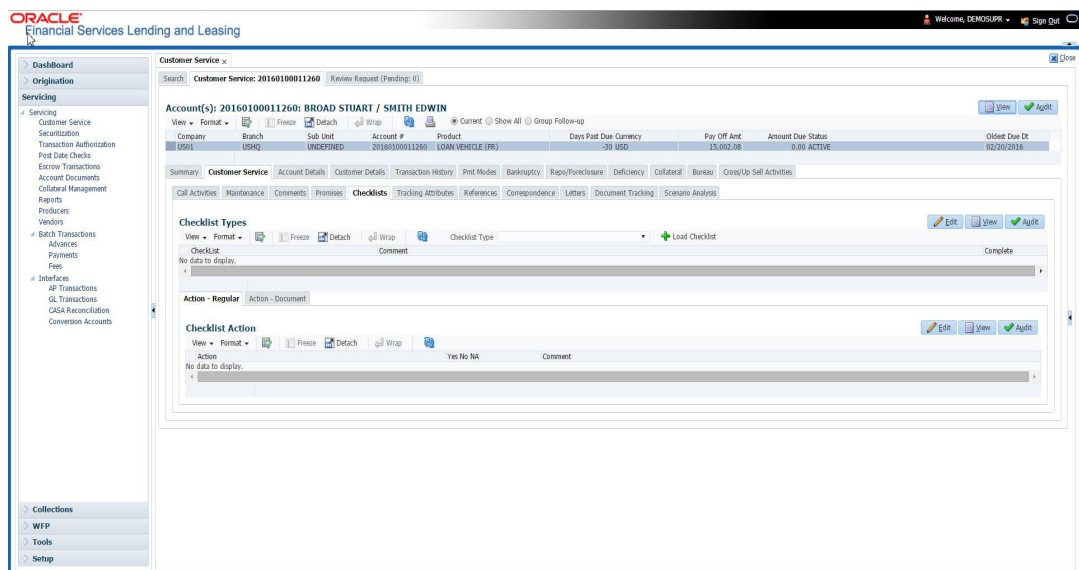 ORACLE
Financial Services Lending and Leasing
Welcome, DEMOSUPR
Sign Out
Close
DashBoard
Origination
Servicing
Servicing
Customer Service
Securitization
Transaction Authorization
Post Date Checks
Escrow Transactions
Account Documents
Collateral Management
Reports
Producers
Vendors
Batch Transactions
Advances
Payments
Fees
Interfaces
AP Transactions
GL Transactions
CASA Reconciliation
Conversion Accounts
Collections
WFP
Tools
Setup
Customer Service x
Search Customer Service: 20160100011260 Review Request (Pending: 0)
Account(s): 20160100011260: BROAD STUART / SMITH EDWIN
View Audit
View Format Freeze Detach Wrap Current Show All Group Follow-up
Company Branch Sub Unit Account # Product Days Past Due Currency Pay Off Amt Amount Due Status Oldest Due Dt
US01 USHQ UNDEFINED 20160100011260 LOAN VEHICLE (FR) -30 USD 15,002.08 0.00 ACTIVE 02/20/2016
Summary Customer Service Account Details Customer Details Transaction History Pmt Modes Bankruptcy Repo/Foreclosure Deficiency Collateral Bureau Cross/Up Sell Activities
Call Activities Maintenance Comments Promises Checklists Tracking Attributes References Correspondence Letters Document Tracking Scenario Analysis
Checklist Types
Edit View Audit
View Format Freeze Detach Wrap Checklist Type Load Checklist
CheckList Comment Complete
No data to display.
Action - Regular Action - Document
Checklist Action
Edit View Audit
View Format Freeze Detach Wrap
Action Yes No NA Comment
No data to display.